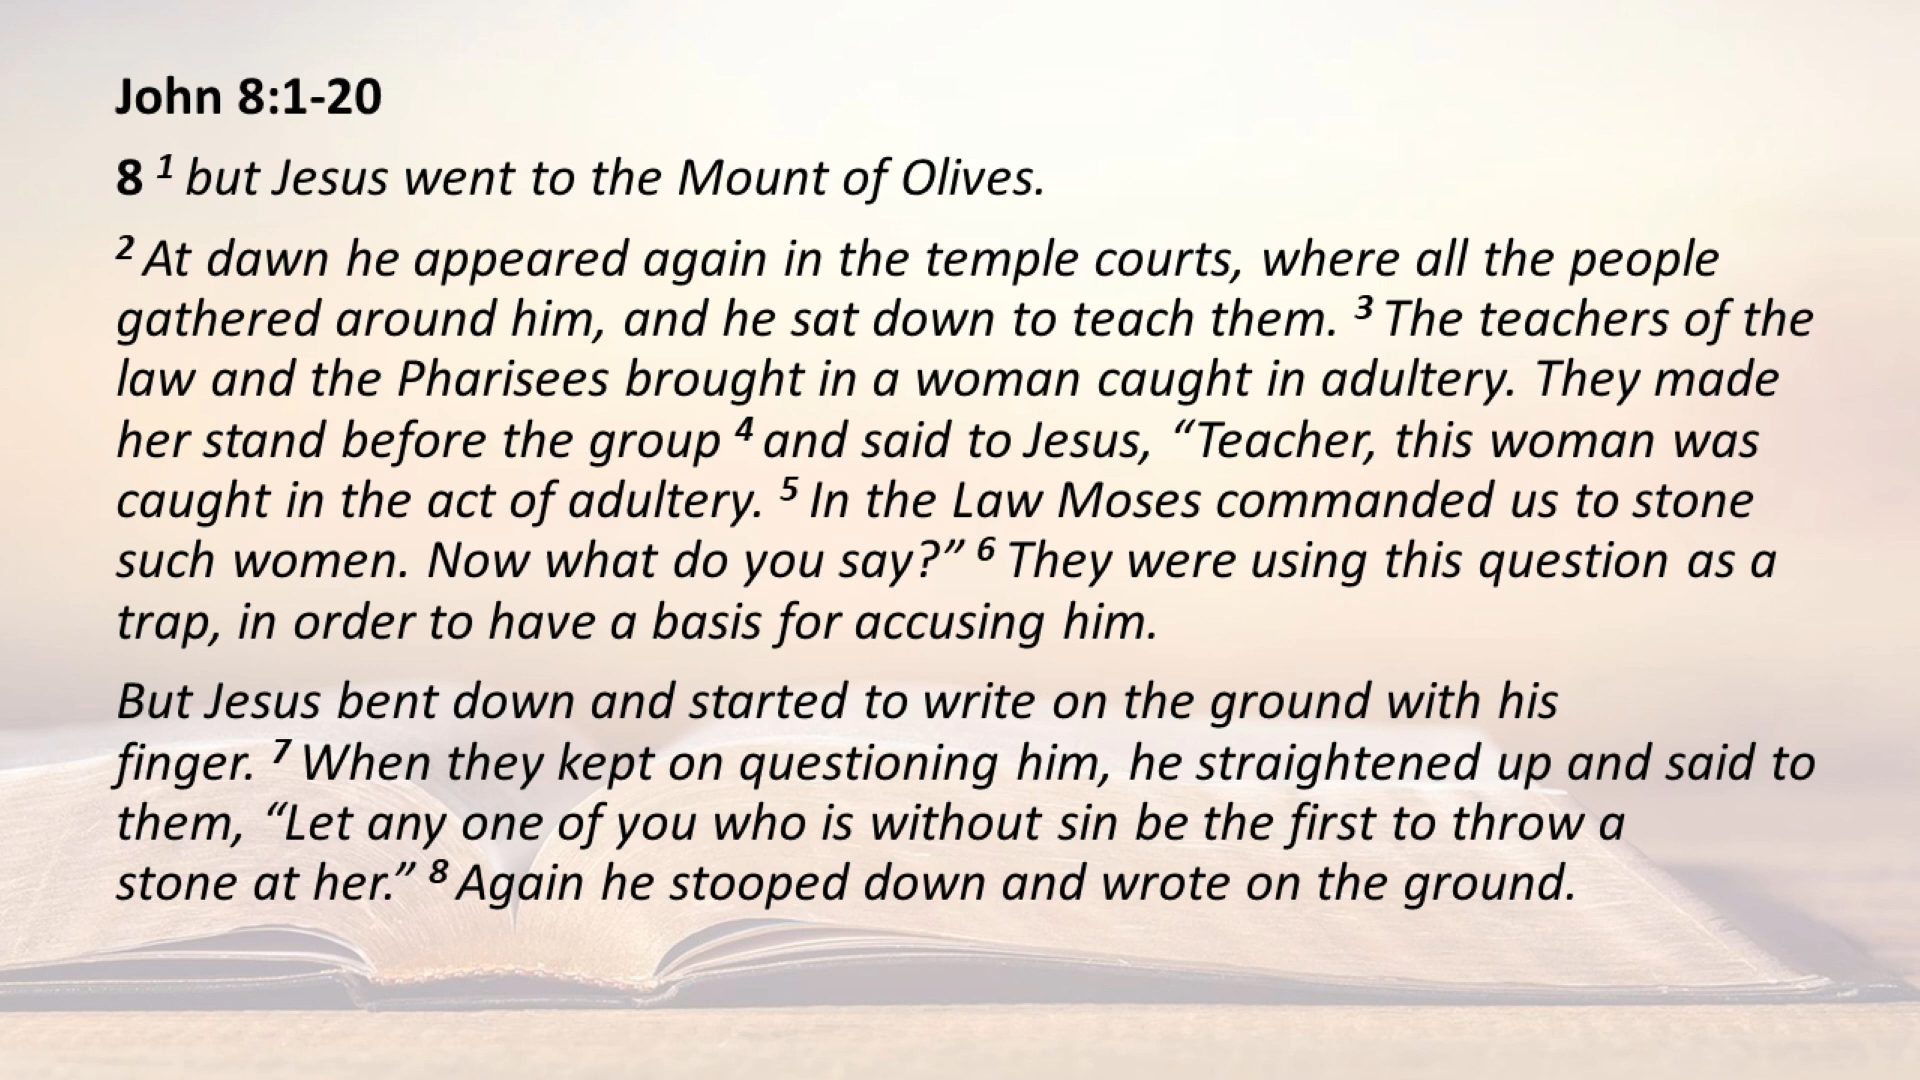 John 8:1-20
8 1 but Jesus went to the Mount of Olives.
2 At dawn he appeared again in the temple courts, where all the people
gathered around him, and he sat down to teach them. 3 The teachers of the
law and the Pharisees brought in a woman caught in adultery. They made
her stand before the group 4 and said to Jesus, “Teacher, this woman was
caught in the act of adultery. 5 In the Law Moses commanded us to stone
such women. Now what do you say?” 6 They were using this question as a
trap, in order to have a basis for accusing him.
But Jesus bent down and started to write on the ground with his
finger. 7 When they kept on questioning him, he straightened up and said to
them, “Let any one of you who is without sin be the first to throw a
stone at her.” 8 Again he stooped down and wrote on the ground.